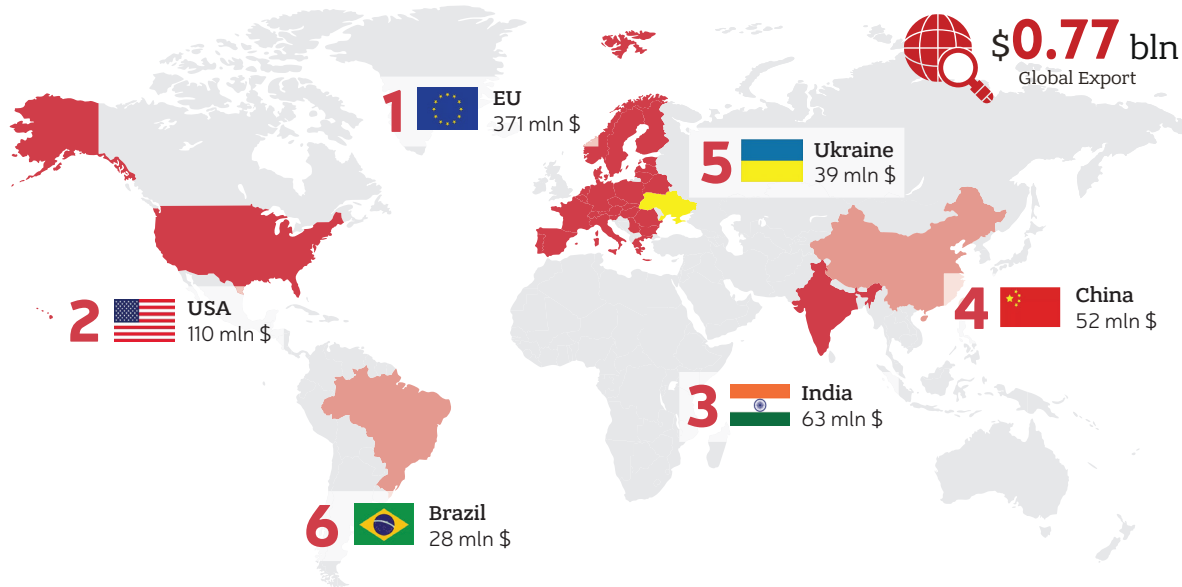 $0.77 bln
Global Export
1
EU
371 mln $
5
Ukraine
39 mln $
2
USA
110 mln $
4
China
52 mln $
3
India
63 mln $
6
Brazil
28 mln $